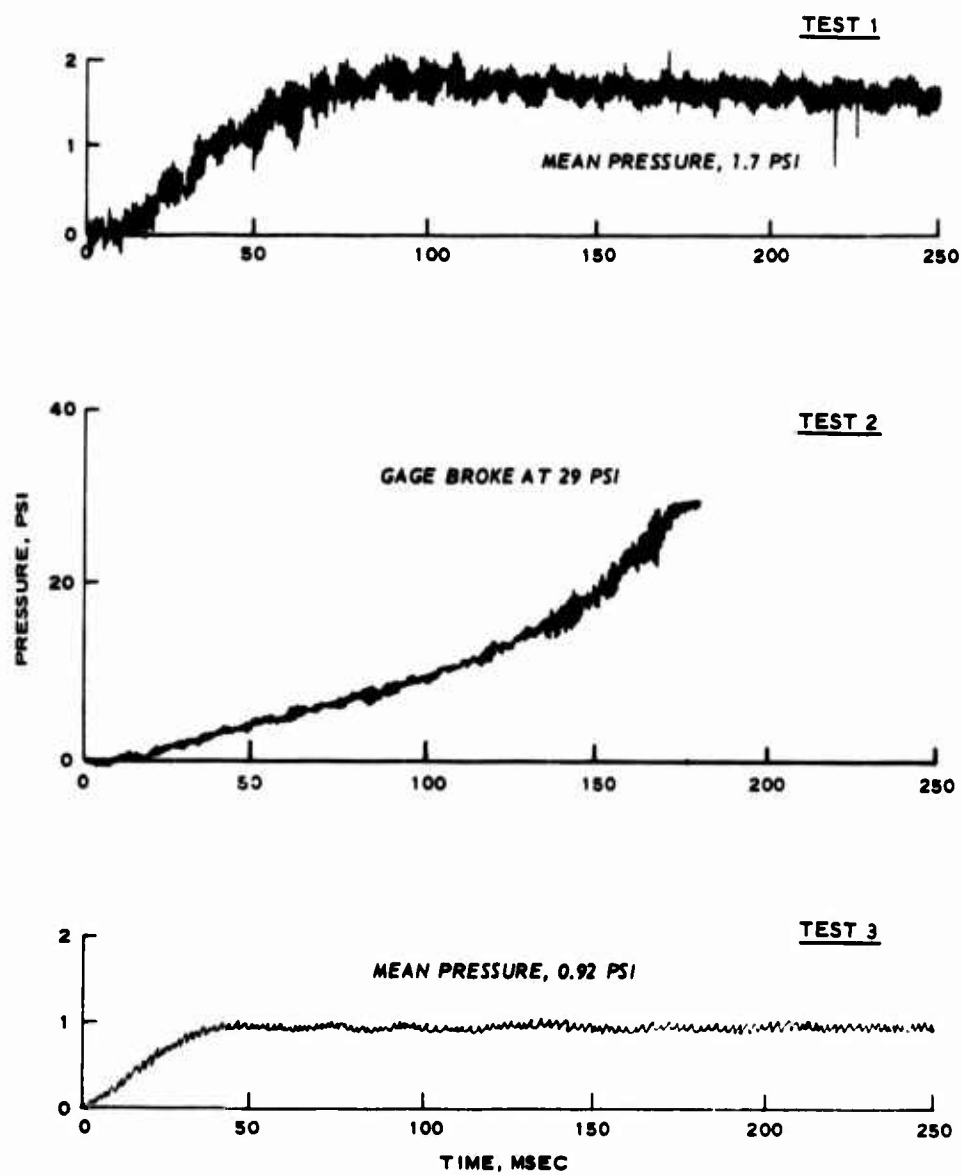 TEST 1
2
1
0
MEAN PRESSURE, 1.7 PSI
0 50 100 150 200 250
TEST 2
40
20
0
GAGE BROKE AT 29 PSI
PRESSURE, PSI
0 50 100 150 200 250
TEST 3
2
1
0
MEAN PRESSURE, 0.92 PSI
0 50 100 150 200 250
TIME, MSEC